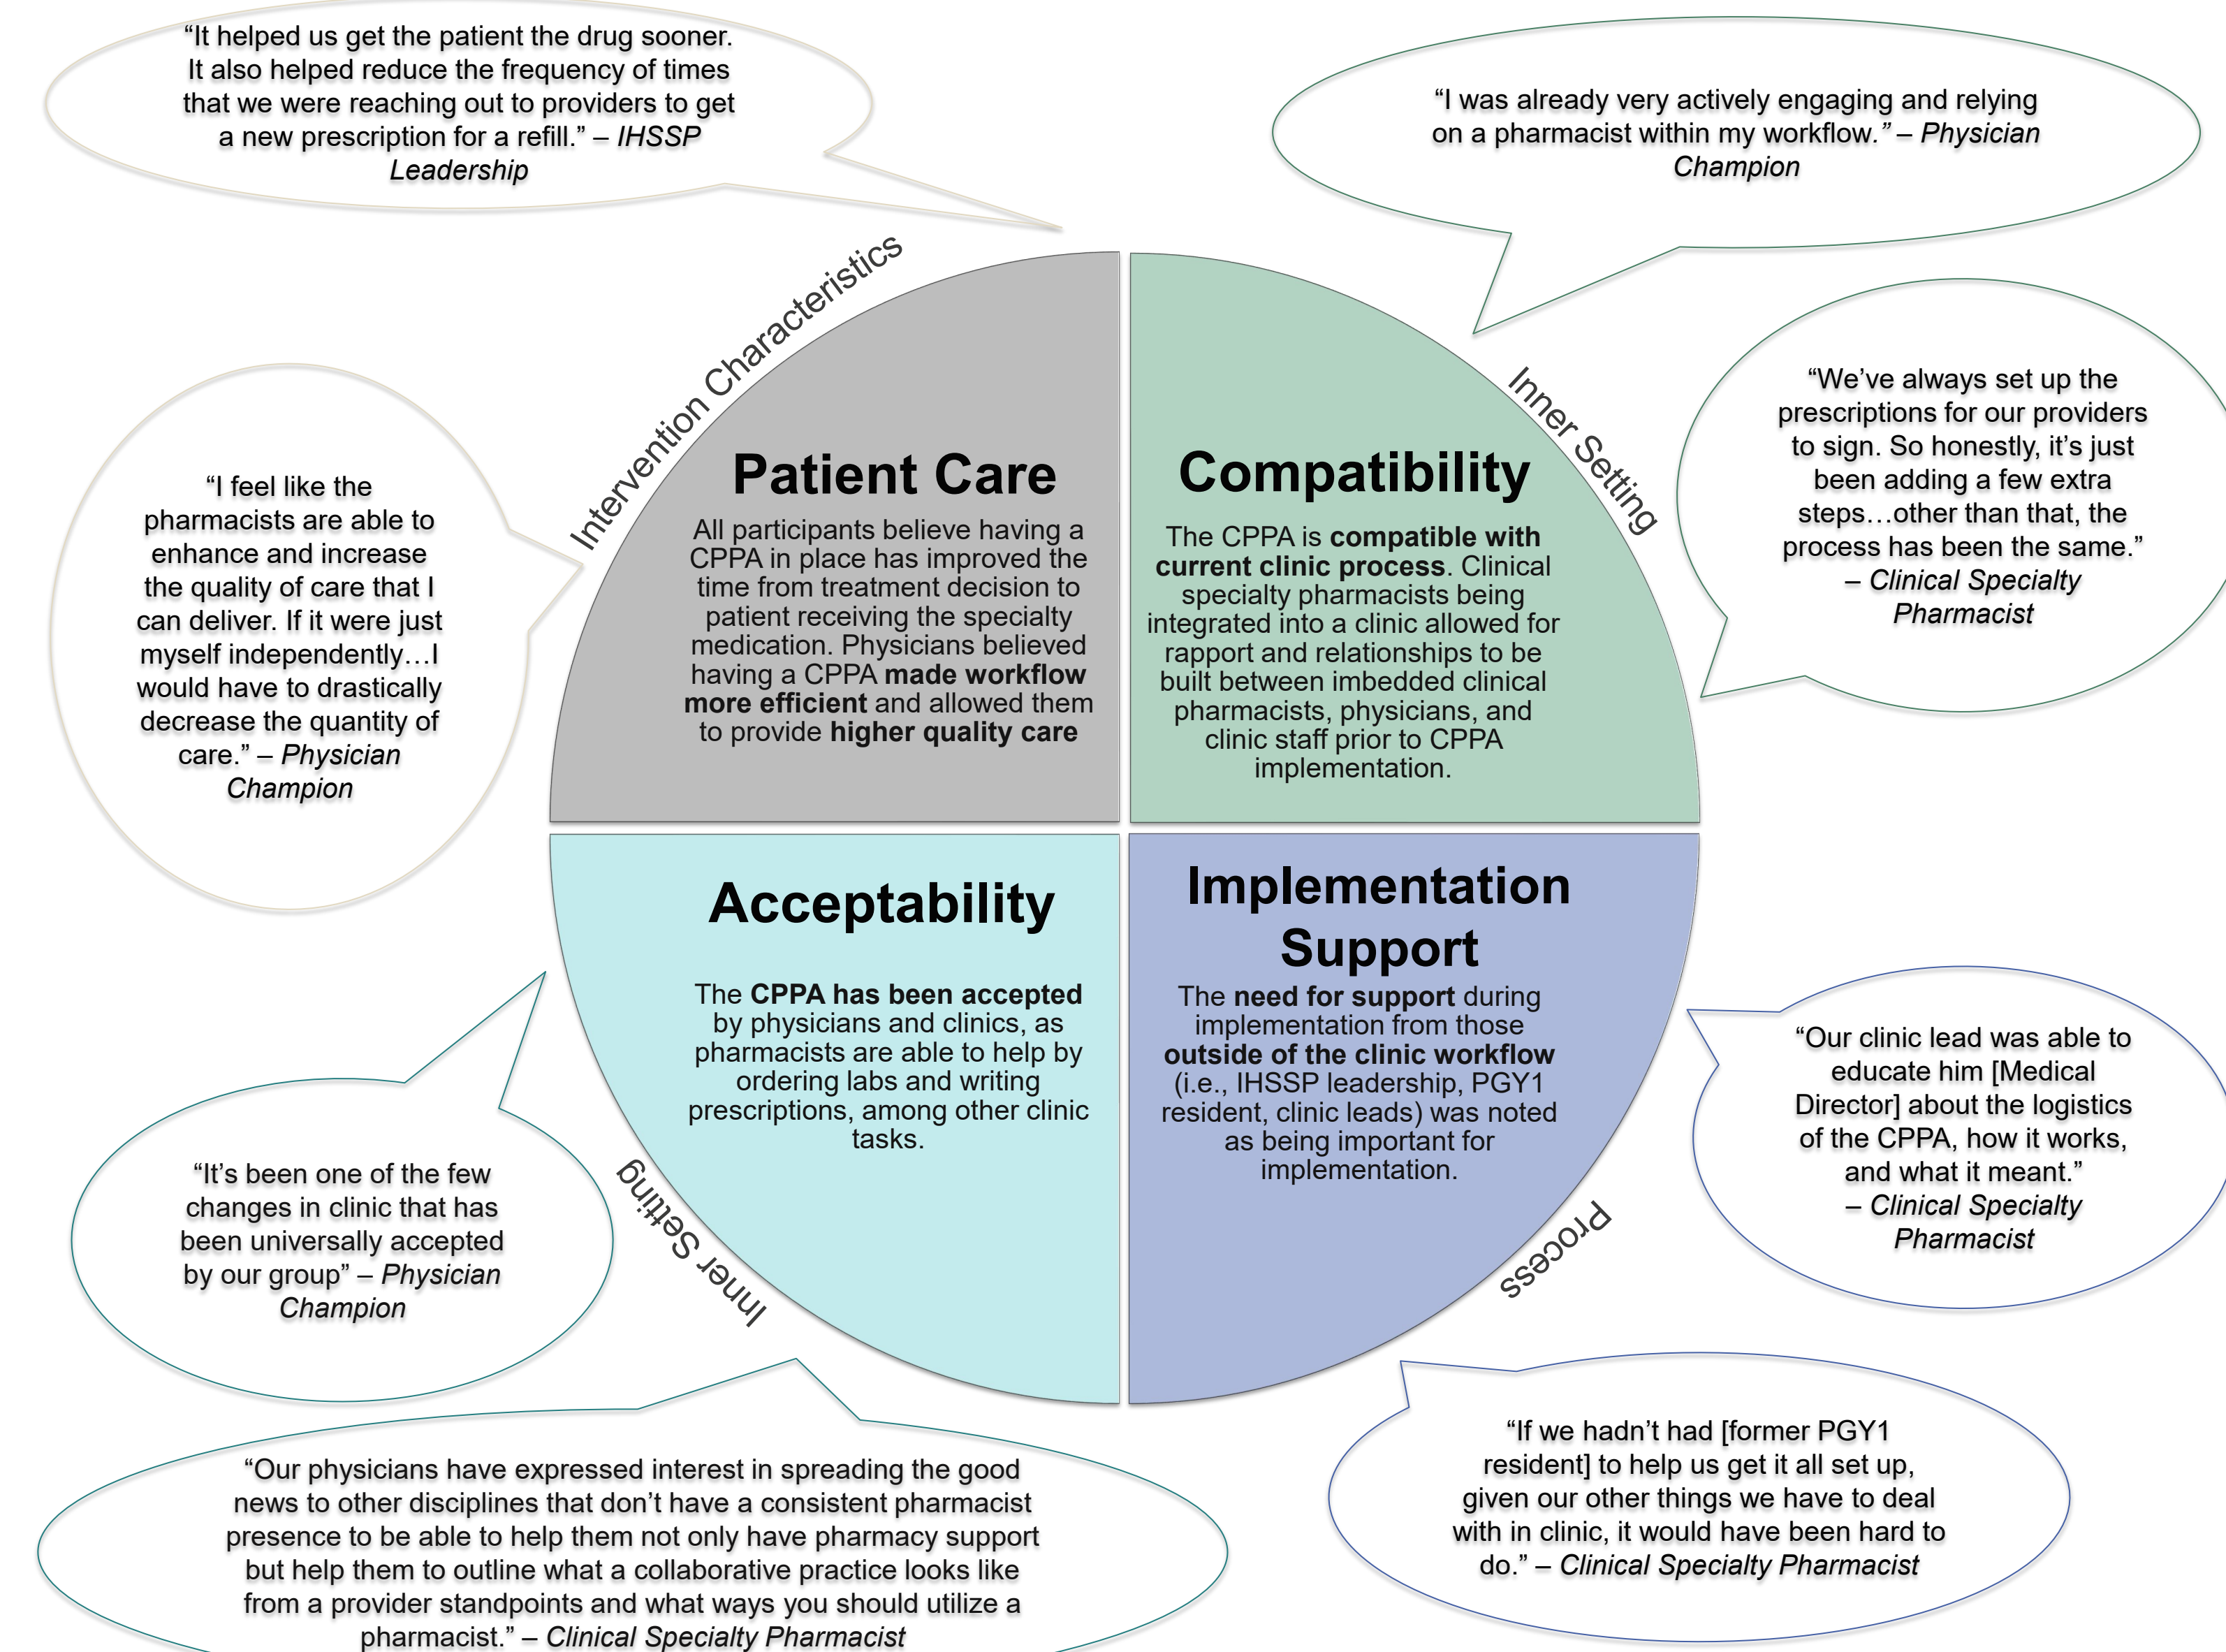 “It helped us get the patient the drug sooner.
It also helped reduce the frequency of times
that we were reaching out to providers to get
a new prescription for a refill.” – IHSSP
Leadership
“I was already very actively engaging and relying
on a pharmacist within my workflow.” – Physician
Champion
“I feel like the
pharmacists are able to
enhance and increase
the quality of care that I
can deliver. If it were just
myself independently…I
would have to drastically
decrease the quantity of
care.” – Physician
Champion
Intervention Characteristics
Patient Care
All participants believe having a
CPPA in place has improved the
time from treatment decision to
patient receiving the specialty
medication. Physicians believed
having a CPPA made workflow
more efficient and allowed them
to provide higher quality care
Inner Setting
Compatibility
The CPPA is compatible with
current clinic process. Clinical
specialty pharmacists being
integrated into a clinic allowed for
rapport and relationships to be
built between imbedded clinical
pharmacists, physicians, and
clinic staff prior to CPPA
implementation.
“We’ve always set up the
prescriptions for our providers
to sign. So honestly, it’s just
been adding a few extra
steps…other than that, the
process has been the same.”
– Clinical Specialty
Pharmacist
Acceptability
The CPPA has been accepted
by physicians and clinics, as
pharmacists are able to help by
ordering labs and writing
prescriptions, among other clinic
tasks.
Inner Setting
Implementation
Support
The need for support during
implementation from those
outside of the clinic workflow
(i.e., IHSSP leadership, PGY1
resident, clinic leads) was noted
as being important for
implementation.
Process
“Our clinic lead was able to
educate him [Medical
Director] about the logistics
of the CPPA, how it works,
and what it meant.”
– Clinical Specialty
Pharmacist
“It’s been one of the few
changes in clinic that has
been universally accepted
by our group” – Physician
Champion
“Our physicians have expressed interest in spreading the good
news to other disciplines that don’t have a consistent pharmacist
presence to be able to help them not only have pharmacy support
but help them to outline what a collaborative practice looks like
from a provider standpoints and what ways you should utilize a
pharmacist.” – Clinical Specialty Pharmacist
“If we hadn’t had [former PGY1
resident] to help us get it all set up,
given our other things we have to deal
with in clinic, it would have been hard to
do.” – Clinical Specialty Pharmacist